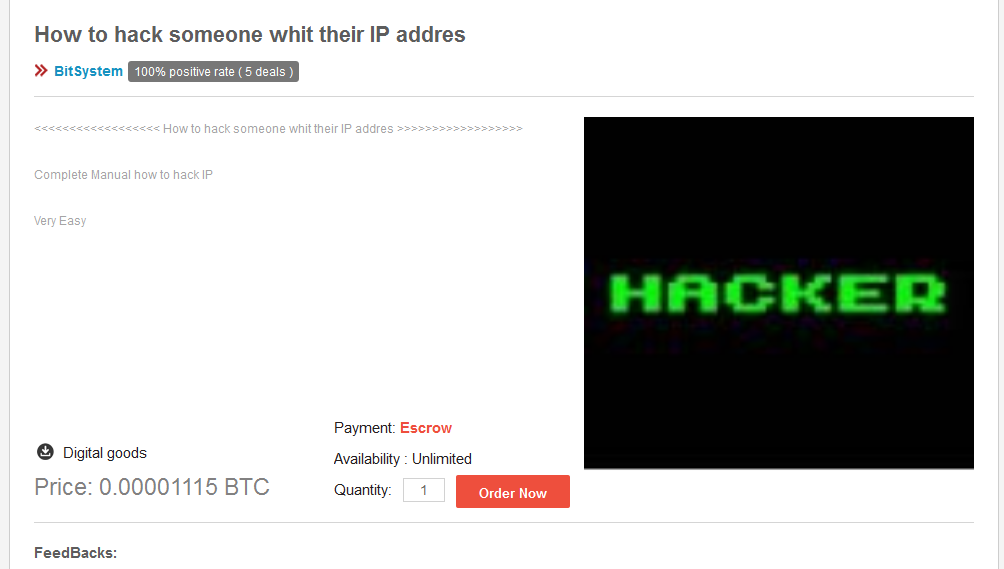 How to hack someone whit their IP addres
BitSystem 100% positive rate ( 5 deals )
<<<<<<<<<<<<<<<<<< How to hack someone whit their IP addres >>>>>>>>>>>>>>>>>>
Complete Manual how to hack IP
Very Easy
HACKER
Payment: Escrow
Digital goods
Availability : Unlimited
Price: 0.00001115 BTC
Quantity: 1 Order Now
FeedBacks: